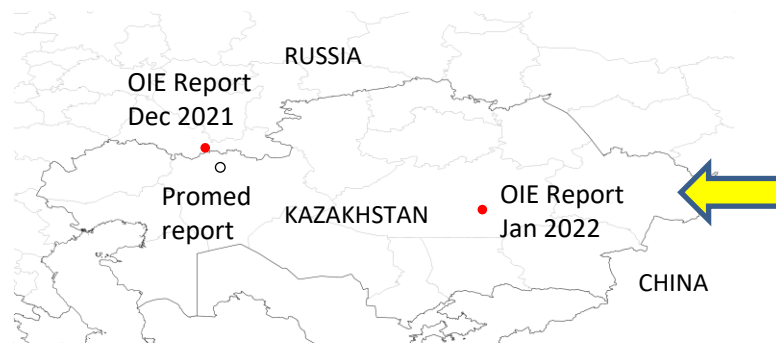 RUSSIA
OIE Report
Dec 2021
Promed
report
KAZAKHSTAN
OIE Report
Jan 2022
CHINA